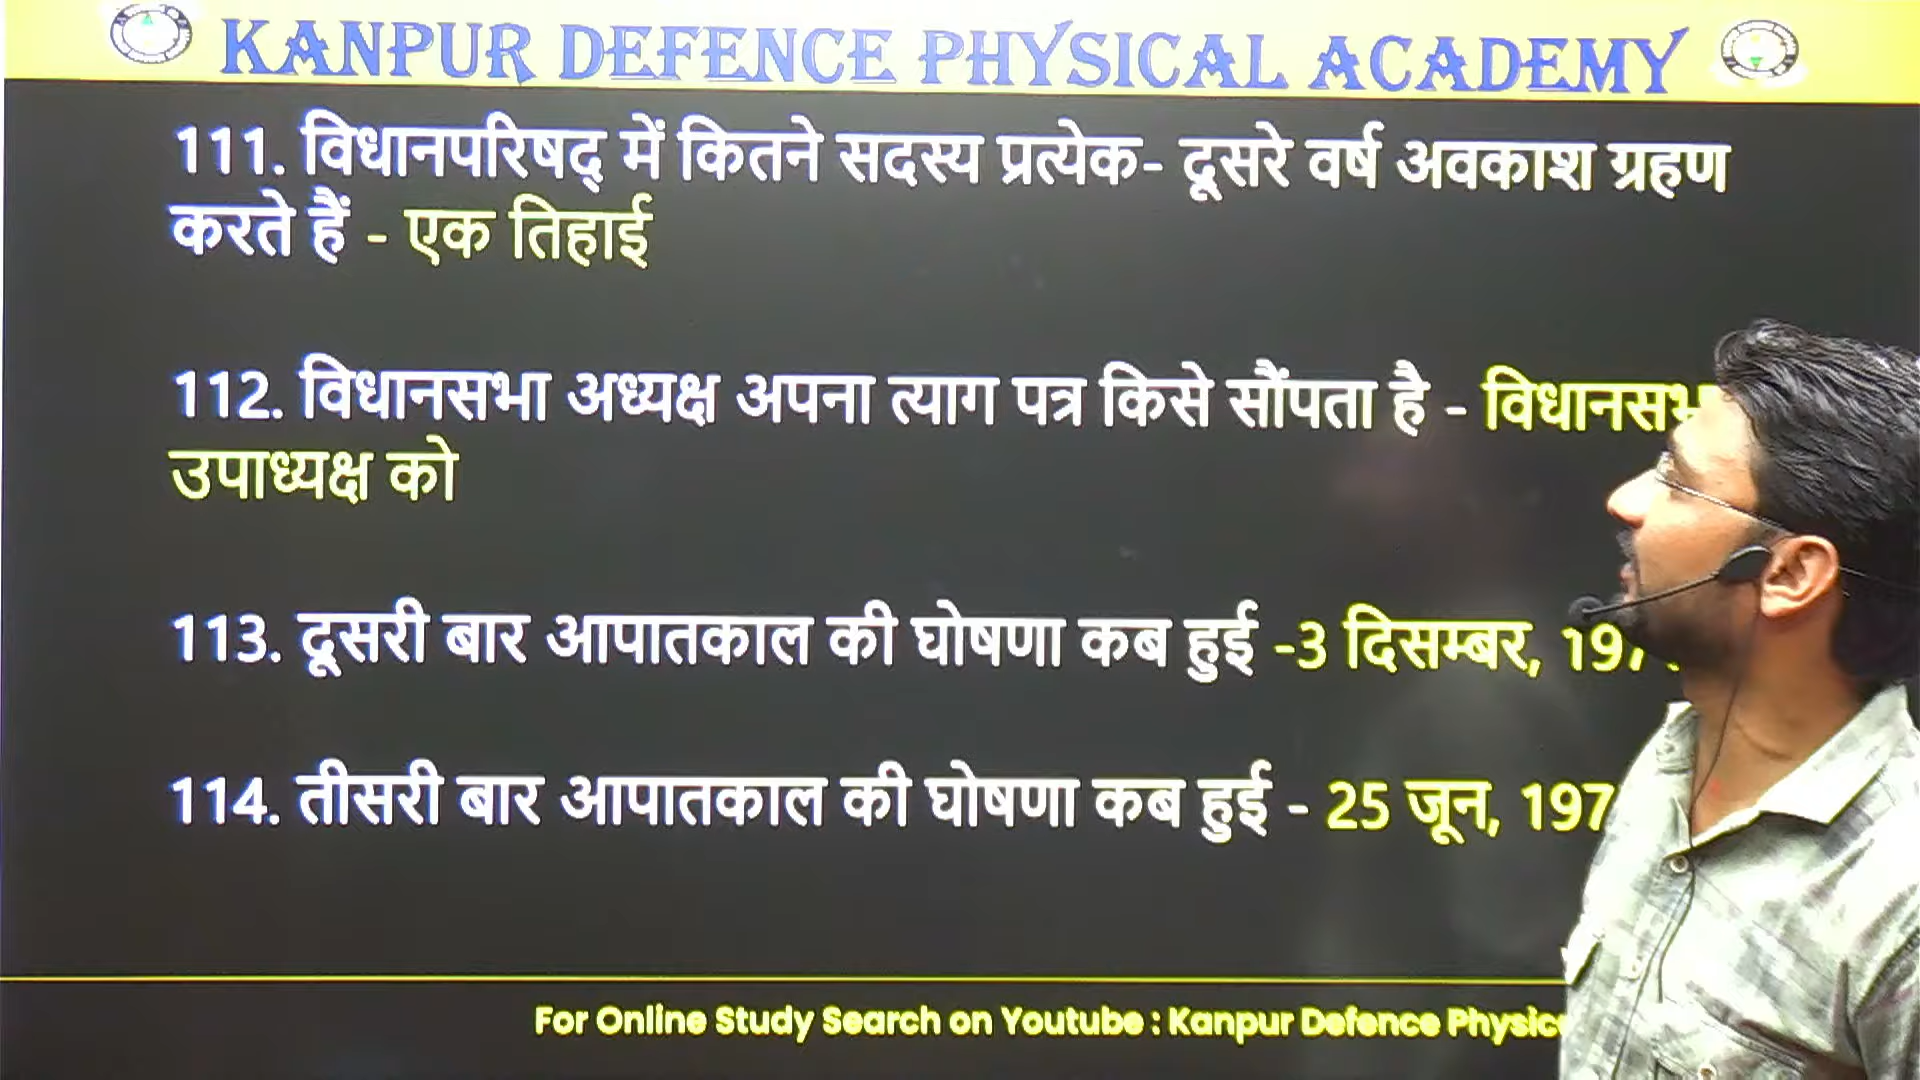 KANPUR DEFENCE PHYSICAL ACADEMY
111. विधानपरिषद् में कितने सदस्य प्रत्येक- दूसरे वर्ष अवकाश ग्रहण
करते हैं - एक तिहाई
112. विधानसभा अध्यक्ष अपना त्याग पत्र किसे सौंपता है -
उपाध्यक्ष को
113. दूसरी बार आपातकाल की घोषणा कब हुई -3 दिसम्बर,
114. तीसरी बार आपातकाल की घोषणा कब हुई - 25 जून,
For Online Study Search on Youtube : Kanpur Defence